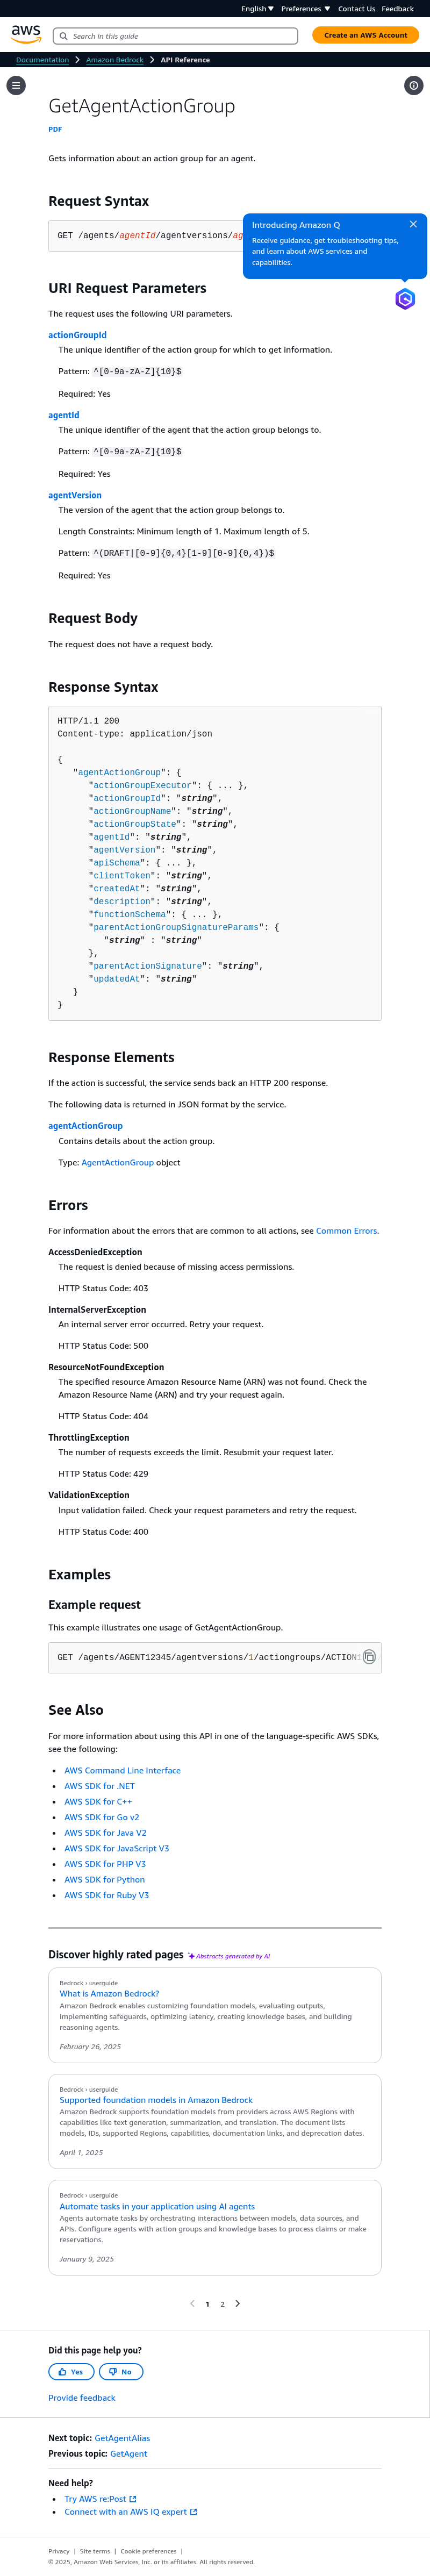 English Preferences Contact Us Feedback
aws
Search in this guide
Create an AWS Account
Documentation > Amazon Bedrock > API Reference
GetAgentActionGroup
PDF
Gets information about an action group for an agent.
Request Syntax
GET /agents/agentId/agentversions/ag
Introducing Amazon Q
Receive guidance, get troubleshooting tips,
and learn about AWS services and
capabilities.
URI Request Parameters
The request uses the following URI parameters.
actionGroupId
The unique identifier of the action group for which to get information.
Pattern: ^[0-9a-zA-Z]{10}$
Required: Yes
agentId
The unique identifier of the agent that the action group belongs to.
Pattern: ^[0-9a-zA-Z]{10}$
Required: Yes
agentVersion
The version of the agent that the action group belongs to.
Length Constraints: Minimum length of 1. Maximum length of 5.
Pattern: ^(DRAFT|[0-9]{0,4}[1-9][0-9]{0,4})$
Required: Yes
Request Body
The request does not have a request body.
Response Syntax
HTTP/1.1 200
Content-type: application/json
{
"agentActionGroup": {
"actionGroupExecutor": { ... },
"actionGroupId": "string",
"actionGroupName": "string",
"actionGroupState": "string",
"agentId": "string",
"agentVersion": "string",
"apiSchema": { ... },
"clientToken": "string",
"createdAt": "string",
"description": "string",
"functionSchema": { ... },
"parentActionGroupSignatureParams": {
"string" : "string"
},
"parentActionSignature": "string",
"updatedAt": "string"
}
}
Response Elements
If the action is successful, the service sends back an HTTP 200 response.
The following data is returned in JSON format by the service.
agentActionGroup
Contains details about the action group.
Type: AgentActionGroup object
Errors
For information about the errors that are common to all actions, see Common Errors.
AccessDeniedException
The request is denied because of missing access permissions.
HTTP Status Code: 403
InternalServerException
An internal server error occurred. Retry your request.
HTTP Status Code: 500
ResourceNotFoundException
The specified resource Amazon Resource Name (ARN) was not found. Check the
Amazon Resource Name (ARN) and try your request again.
HTTP Status Code: 404
ThrottlingException
The number of requests exceeds the limit. Resubmit your request later.
HTTP Status Code: 429
ValidationException
Input validation failed. Check your request parameters and retry the request.
HTTP Status Code: 400
Examples
Example request
This example illustrates one usage of GetAgentActionGroup.
GET /agents/AGENT12345/agentversions/1/actiongroups/ACTION1
See Also
For more information about using this API in one of the language-specific AWS SDKs,
see the following:
• AWS Command Line Interface
• AWS SDK for .NET
• AWS SDK for C++
• AWS SDK for Go v2
• AWS SDK for Java V2
• AWS SDK for JavaScript V3
• AWS SDK for PHP V3
• AWS SDK for Python
• AWS SDK for Ruby V3
Discover highly rated pages Abstracts generated by AI
Bedrock › userguide
What is Amazon Bedrock?
Amazon Bedrock enables customizing foundation models, evaluating outputs,
implementing safeguards, optimizing latency, creating knowledge bases, and building
reasoning agents.
February 26, 2025
Bedrock › userguide
Supported foundation models in Amazon Bedrock
Amazon Bedrock supports foundation models from providers across AWS Regions with
capabilities like text generation, summarization, and translation. The document lists
models, IDs, supported Regions, capabilities, documentation links, and deprecation dates.
April 1, 2025
Bedrock › userguide
Automate tasks in your application using AI agents
Agents automate tasks by orchestrating interactions between models, data sources, and
APIs. Configure agents with action groups and knowledge bases to process claims or make
reservations.
January 9, 2025
1 2
Did this page help you?
Yes No
Provide feedback
Next topic: GetAgentAlias
Previous topic: GetAgent
Need help?
• Try AWS re:Post
• Connect with an AWS IQ expert
Privacy | Site terms | Cookie preferences |
© 2025, Amazon Web Services, Inc. or its affiliates. All rights reserved.